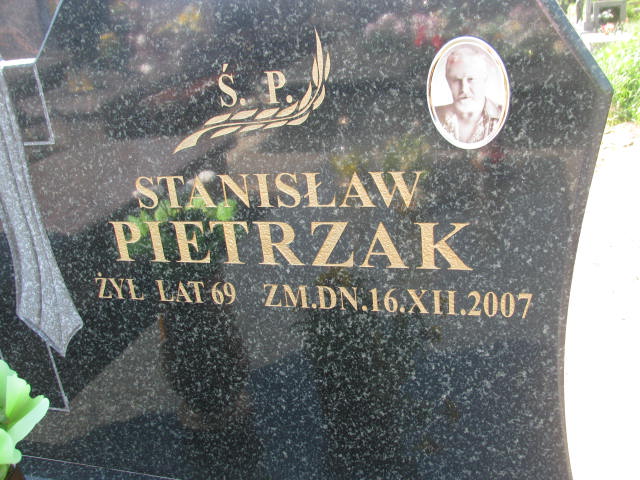 Ś. P.
STANISŁAW
PIETRZAK
ŻYŁ LAT 69 ZM.DN.16.XII.2007